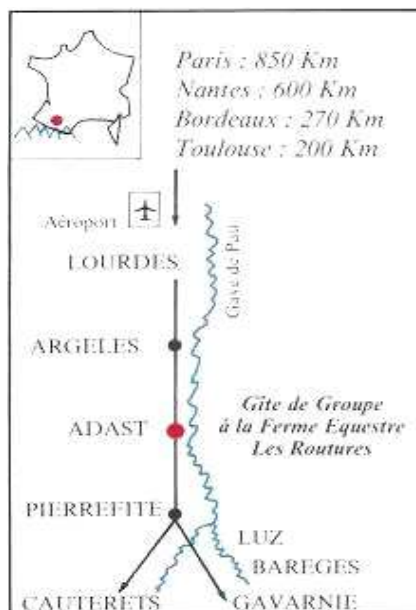 Paris : 850 Km
Nantes : 600 Km
Bordeaux : 270 Km
Toulouse : 200 Km
Aéroport
LOURDES
Gave de Pau
ARGELES
ADAST
Gîte de Groupe
à la Ferme Equestre
Les Routures
PIERREFITE
LUZ
BAREGES
CAUTERETS
GAVARNIE